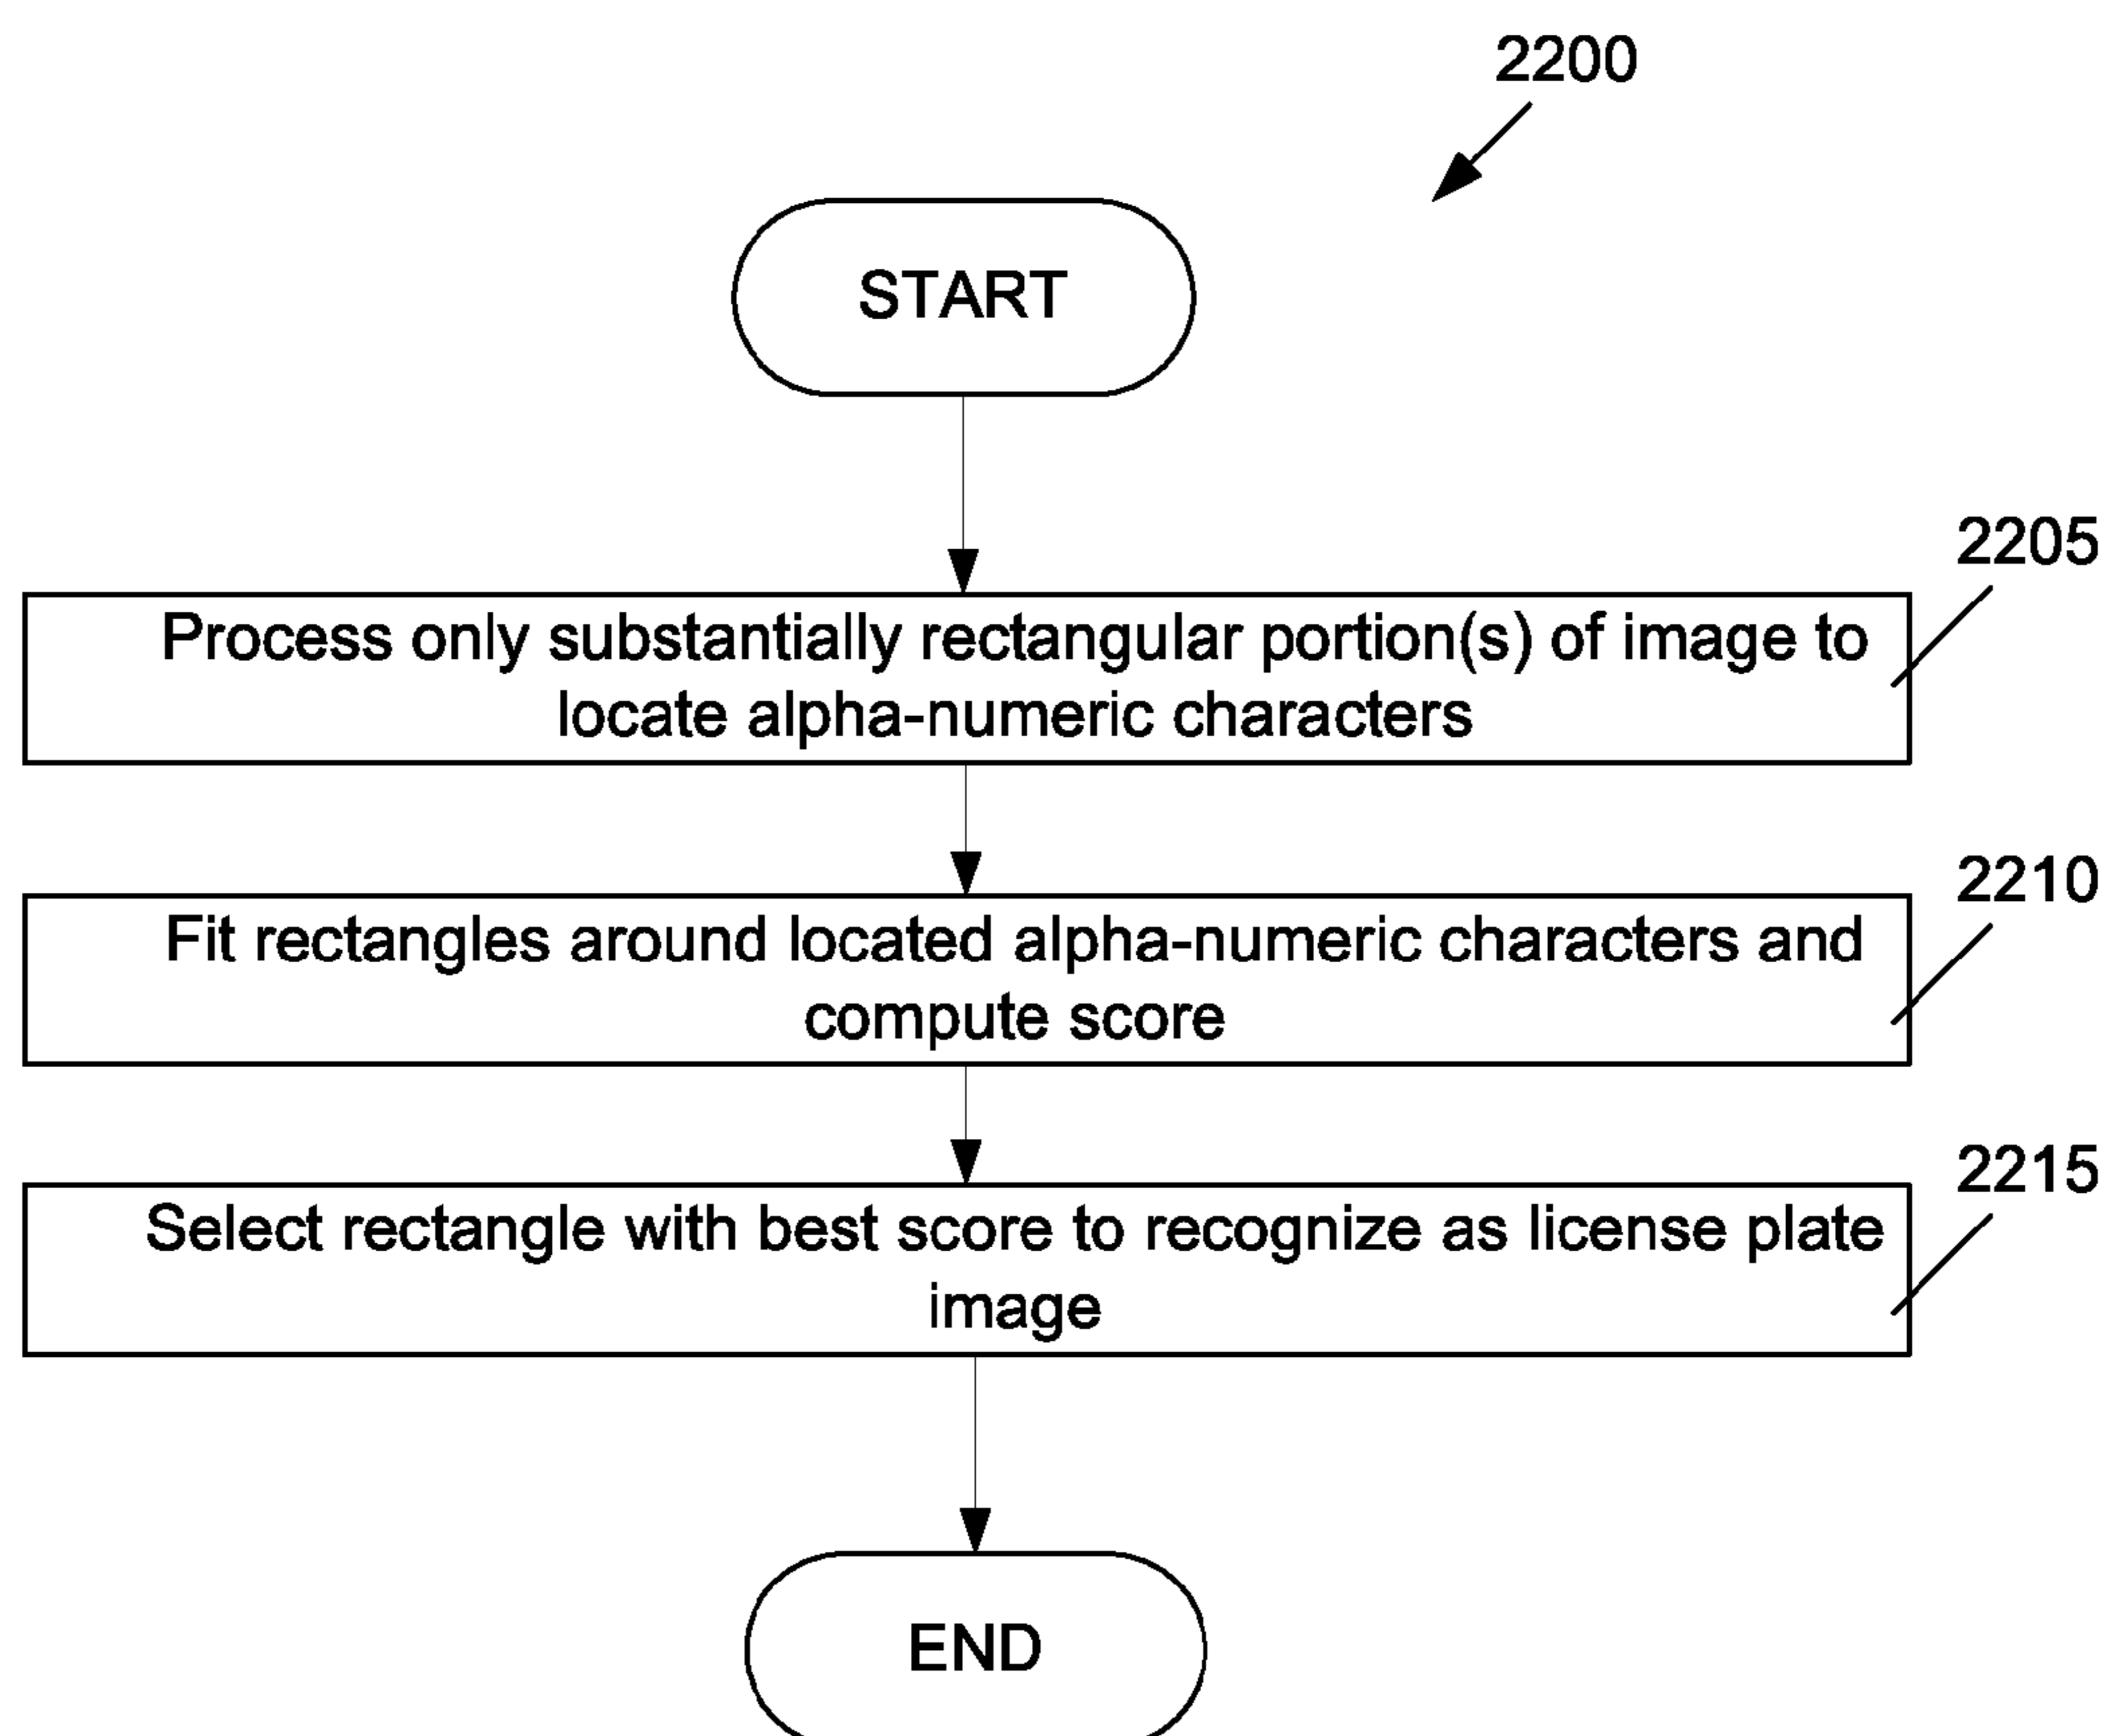 2200
START
2205
Process only substantially rectangular portion(s) of image to
locate alpha-numeric characters
2210
Fit rectangles around located alpha-numeric characters and
compute score
2215
Select rectangle with best score to recognize as license plate
image
END